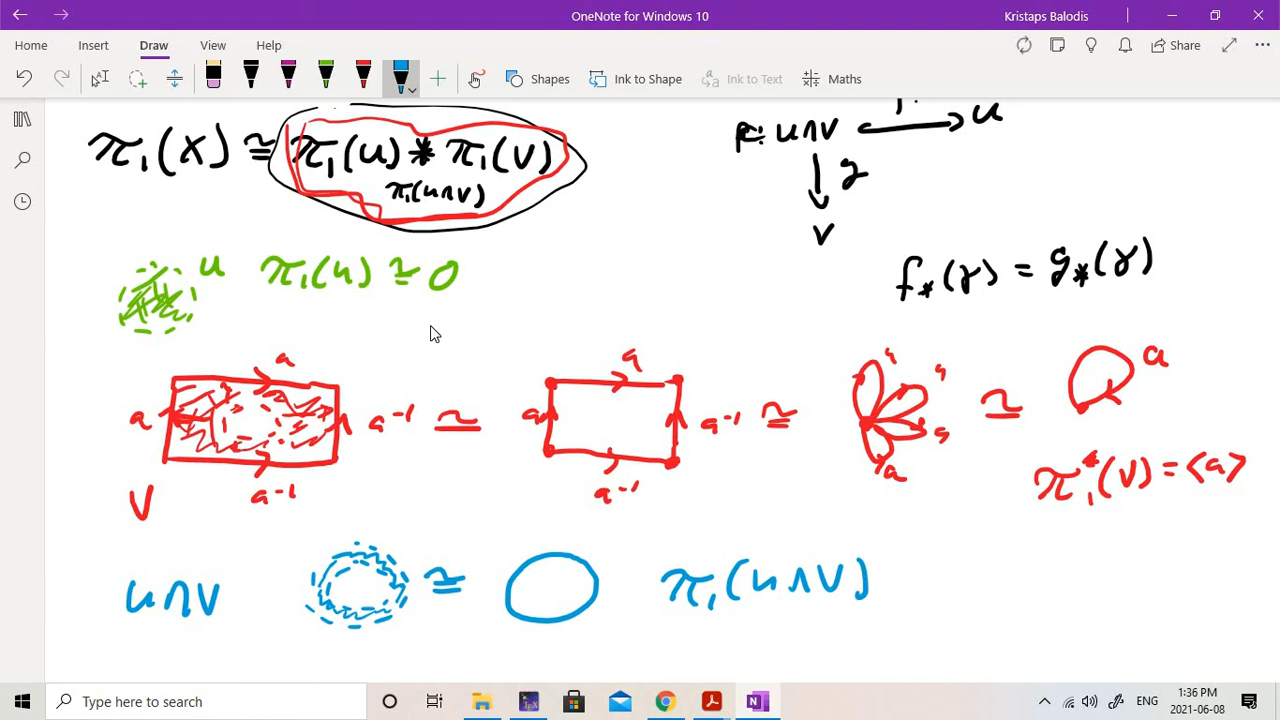 OneNote for Windows 10
Kristaps Balodis
Home Insert Draw View Help
Share
Shapes Ink to Shape Ink to Text Maths
π₁(X) ≅ π₁(u) * π₁(v)
π₁(u∩v)
u∩v → u
↓ g
v
f_*(γ) = g_*(γ)
u π₁(u) ≅ 0
a a a
a a⁻¹ ≅ a a⁻¹ ≅ ≅
a⁻¹ a⁻¹ a
V
π₁(V) = <a>
u∩v ≅ π₁(u∩v)
Type here to search
ENG
1:36 PM
2021-06-08